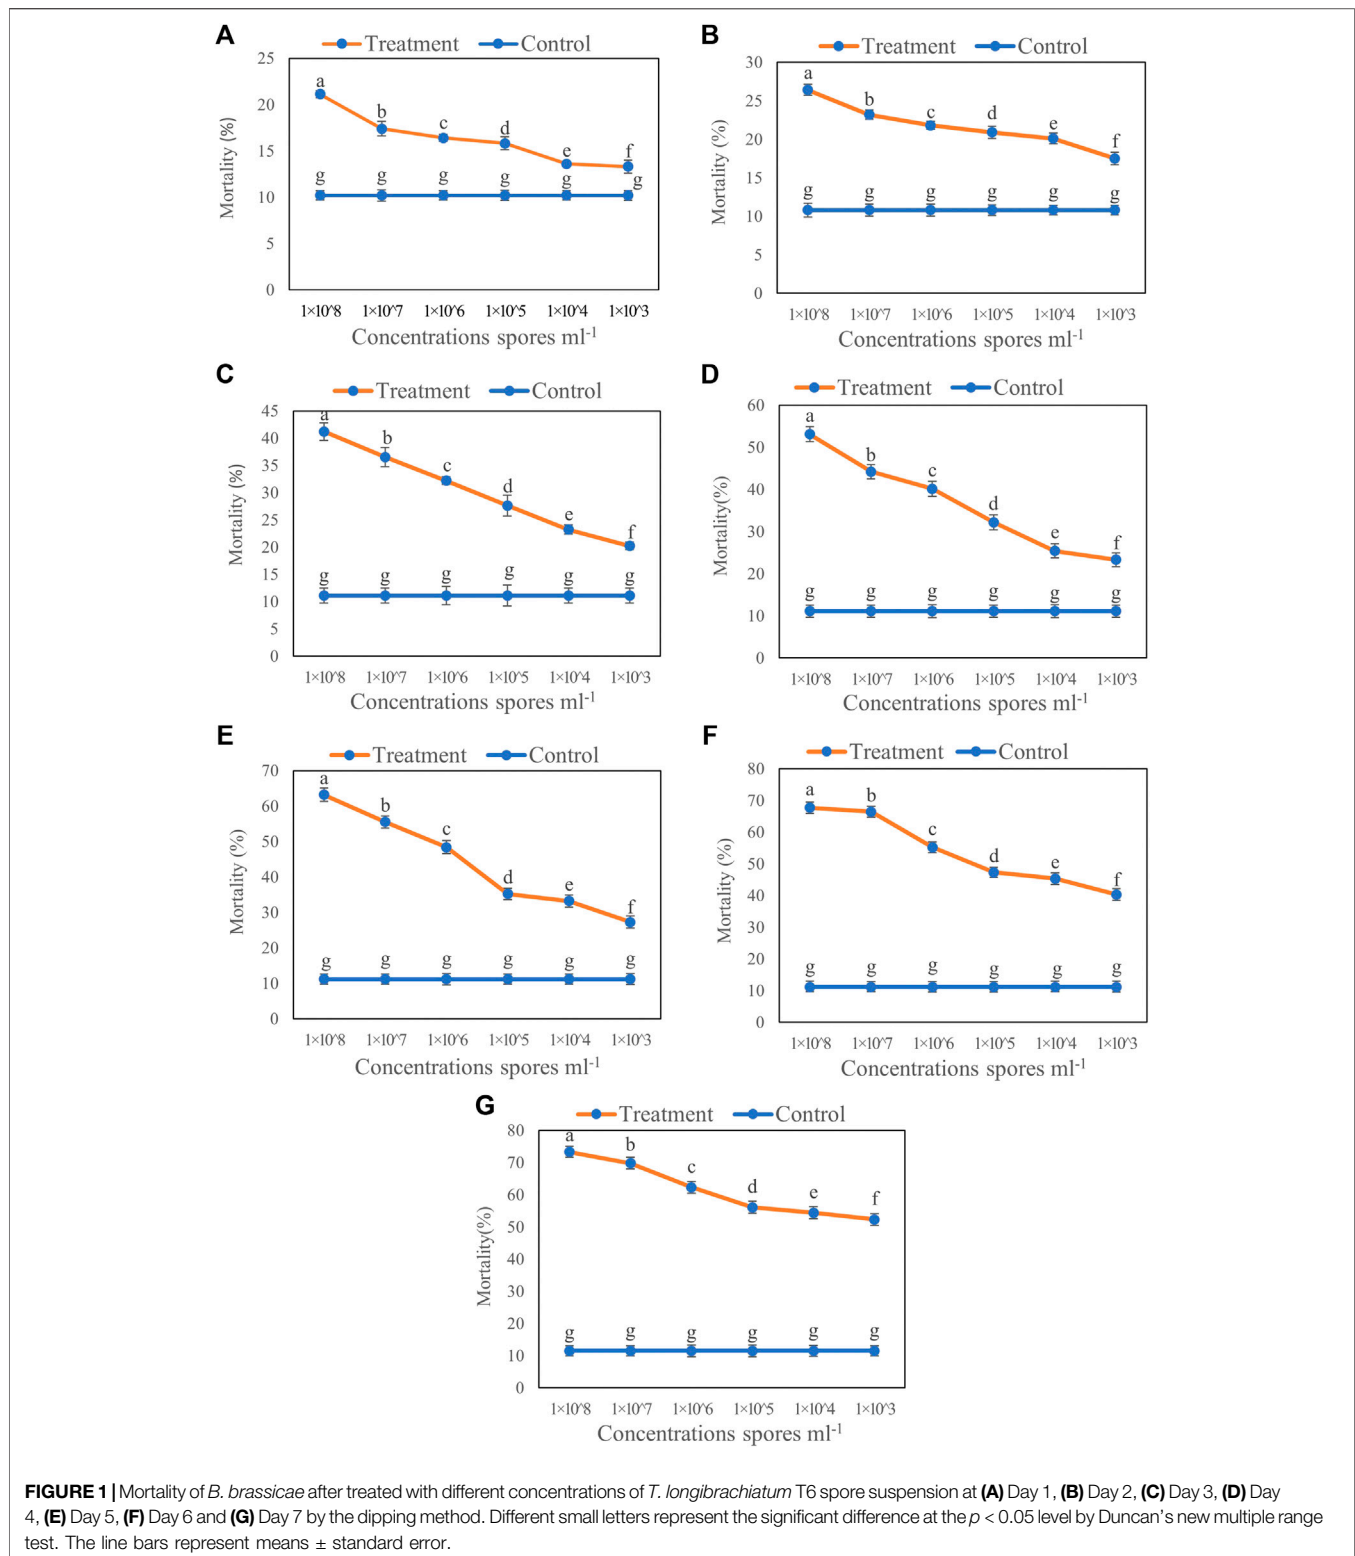 A
Treatment Control
25
20
15
10
5
0
Mortality (%)
a b c d e f
g g g g g g
1×10^8 1×10^7 1×10^6 1×10^5 1×10^4 1×10^3
Concentrations spores ml-1
B
Treatment Control
30
25
20
15
10
5
0
Mortality (%)
a b c d e f
g g g g g g
1×10^8 1×10^7 1×10^6 1×10^5 1×10^4 1×10^3
Concentrations spores ml-1
C
Treatment Control
45
40
35
30
25
20
15
10
5
0
Mortality (%)
a b c d e f
g g g g g g
1×10^8 1×10^7 1×10^6 1×10^5 1×10^4 1×10^3
Concentrations spores ml-1
D
Treatment Control
60
50
40
30
20
10
0
Mortality(%)
a b c d e f
g g g g g g
1×10^8 1×10^7 1×10^6 1×10^5 1×10^4 1×10^3
Concentrations spores ml-1
E
Treatment Control
70
60
50
40
30
20
10
0
Mortality (%)
a b c d e f
g g g g g g
1×10^8 1×10^7 1×10^6 1×10^5 1×10^4 1×10^3
Concentrations spores ml-1
F
Treatment Control
80
70
60
50
40
30
20
10
0
Mortality (%)
a b c d e f
g g g g g g
1×10^8 1×10^7 1×10^6 1×10^5 1×10^4 1×10^3
Concentrations spores ml-1
G
Treatment Control
80
70
60
50
40
30
20
10
0
Mortality(%)
a b c d e f
g g g g g g
1×10^8 1×10^7 1×10^6 1×10^5 1×10^4 1×10^3
Concentrations spores ml-1
FIGURE 1 | Mortality of B. brassicae after treated with different concentrations of T. longibrachiatum T6 spore suspension at (A) Day 1, (B) Day 2, (C) Day 3, (D) Day
4, (E) Day 5, (F) Day 6 and (G) Day 7 by the dipping method. Different small letters represent the significant difference at the p < 0.05 level by Duncan’s new multiple range
test. The line bars represent means ± standard error.